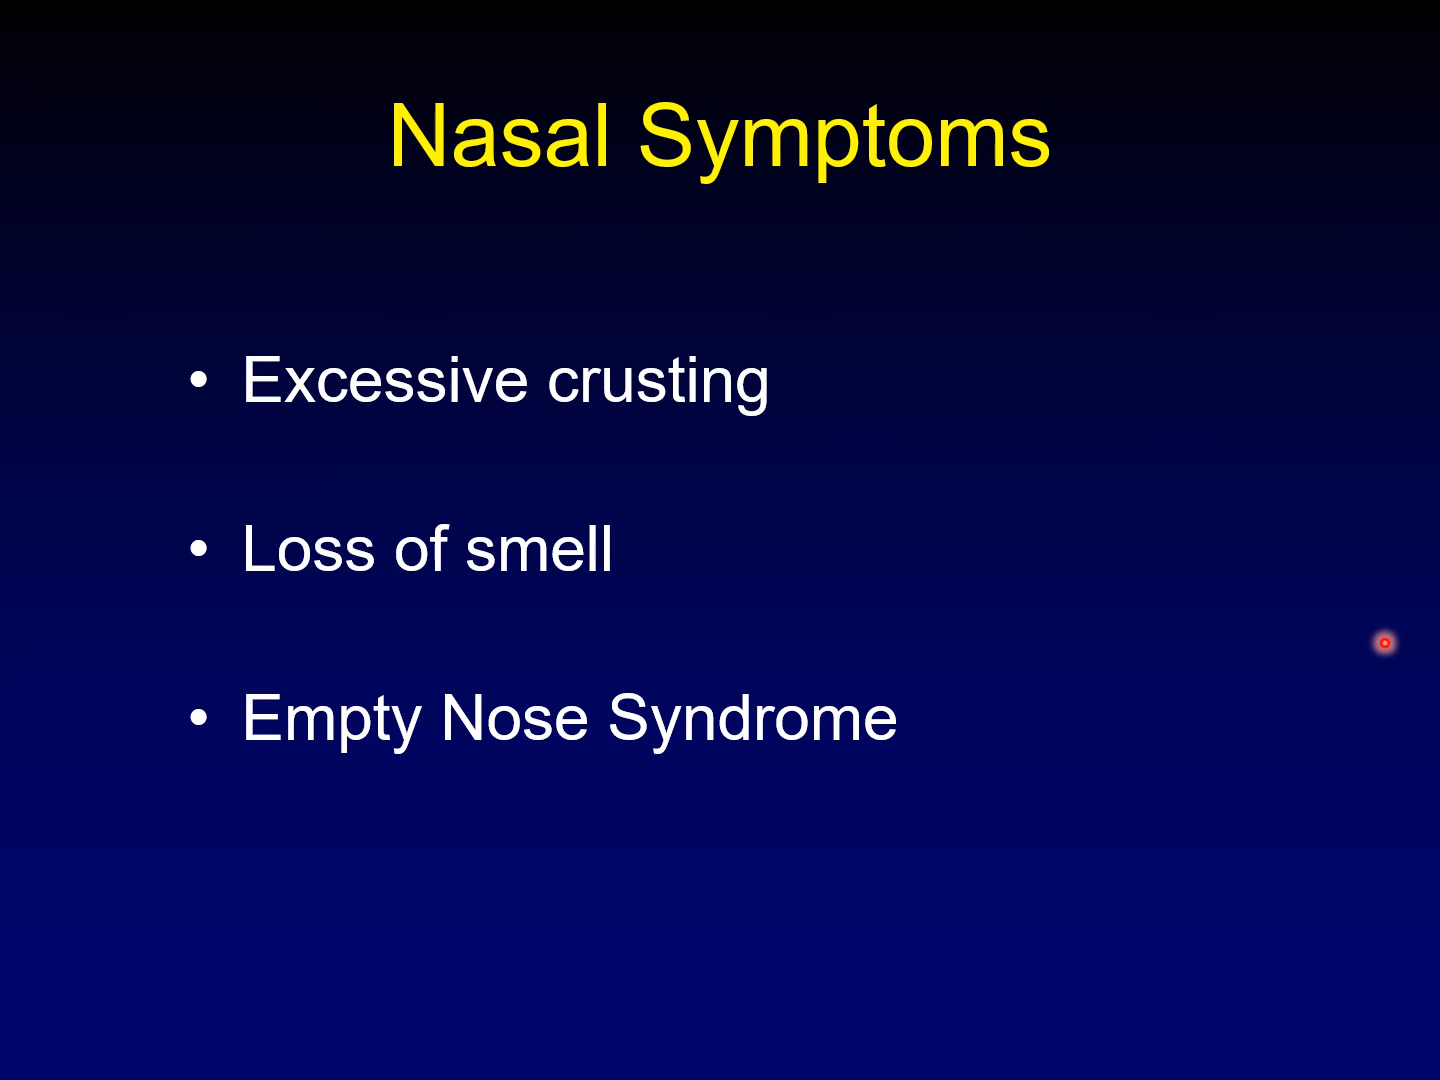 Nasal Symptoms
• Excessive crusting
• Loss of smell
• Empty Nose Syndrome